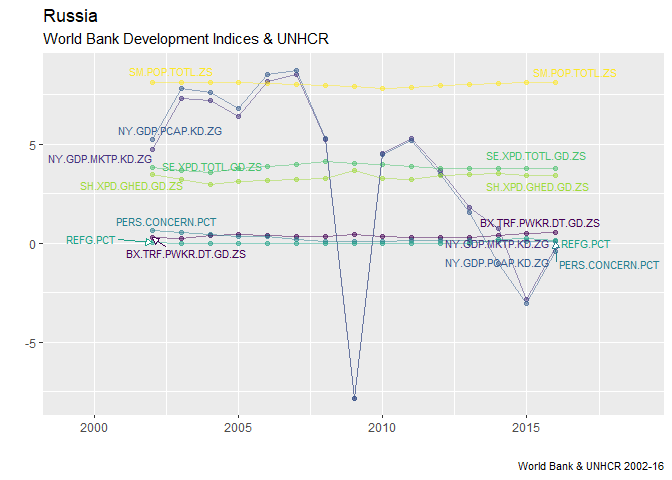 Russia
World Bank Development Indices & UNHCR
SM.POP.TOTL.ZS
SM.POP.TOTL.ZS
NY.GDP.PCAP.KD.ZG
NY.GDP.MKTP.KD.ZG
SE.XPD.TOTL.GD.ZS
SE.XPD.TOTL.GD.ZS
SH.XPD.GHED.GD.ZS
SH.XPD.GHED.GD.ZS
PERS.CONCERN.PCT
BX.TRF.PWKR.DT.GD.ZS
REFG.PCT
NY.GDP.MKTP.KD.ZG
REFG.PCT
BX.TRF.PWKR.DT.GD.ZS
NY.GDP.PCAP.KD.ZG
PERS.CONCERN.PCT
5
0
-5
2000
2005
2010
2015
World Bank & UNHCR 2002-16